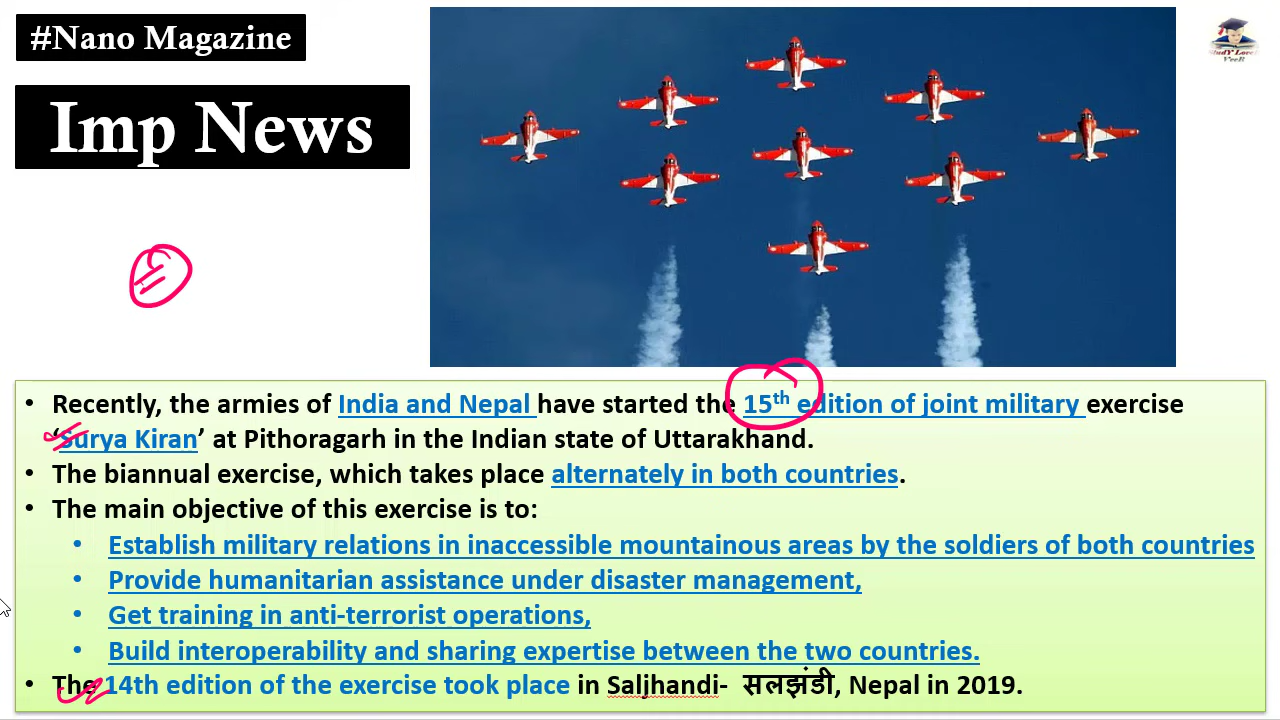 #Nano Magazine
Imp News
StudY Lover
VeeR
• Recently, the armies of India and Nepal have started the 15th edition of joint military exercise
‘Surya Kiran’ at Pithoragarh in the Indian state of Uttarakhand.
• The biannual exercise, which takes place alternately in both countries.
• The main objective of this exercise is to:
• Establish military relations in inaccessible mountainous areas by the soldiers of both countries
• Provide humanitarian assistance under disaster management,
• Get training in anti-terrorist operations,
• Build interoperability and sharing expertise between the two countries.
• The 14th edition of the exercise took place in Saljhandi- सलझंडी, Nepal in 2019.